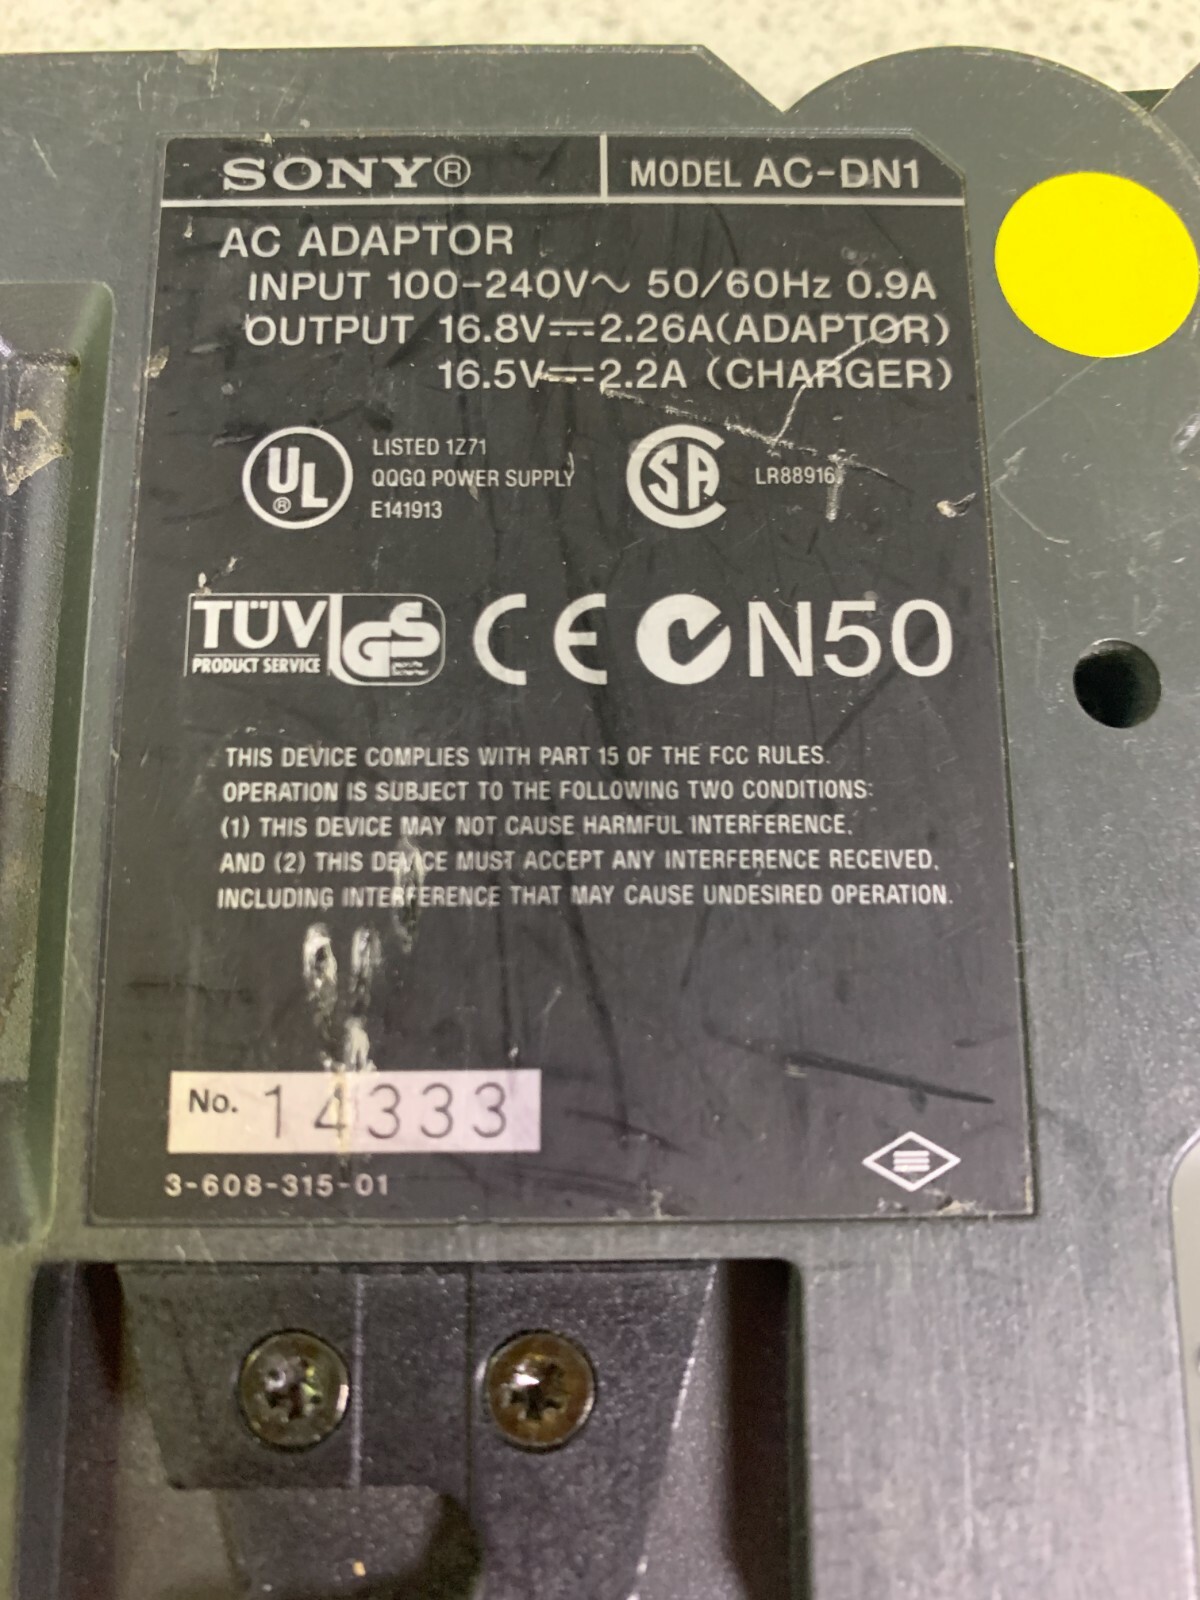 SONY®
MODEL AC-DN1
AC ADAPTOR
INPUT 100-240V~ 50/60Hz 0.9A
OUTPUT 16.8V⎓2.26A(ADAPTOR)
16.5V⎓2.2A (CHARGER)
UL®
LISTED 1Z71
QQGQ POWER SUPPLY
E141913
SA
LR88916
TÜV
PRODUCT SERVICE
GS
CE
N50
THIS DEVICE COMPLIES WITH PART 15 OF THE FCC RULES.
OPERATION IS SUBJECT TO THE FOLLOWING TWO CONDITIONS:
(1) THIS DEVICE MAY NOT CAUSE HARMFUL INTERFERENCE,
AND (2) THIS DEVICE MUST ACCEPT ANY INTERFERENCE RECEIVED,
INCLUDING INTERFERENCE THAT MAY CAUSE UNDESIRED OPERATION.
No. 14333
3-608-315-01